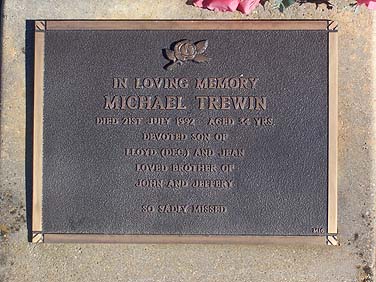 IN LOVING MEMORY
MICHAEL TREWIN
DIED 21ST JULY 1992 AGED 34 YRS.
DEVOTED SON OF
LLOYD (DEC.) AND JEAN
LOVED BROTHER OF
JOHN AND JEFFERY
SO SADLY MISSED